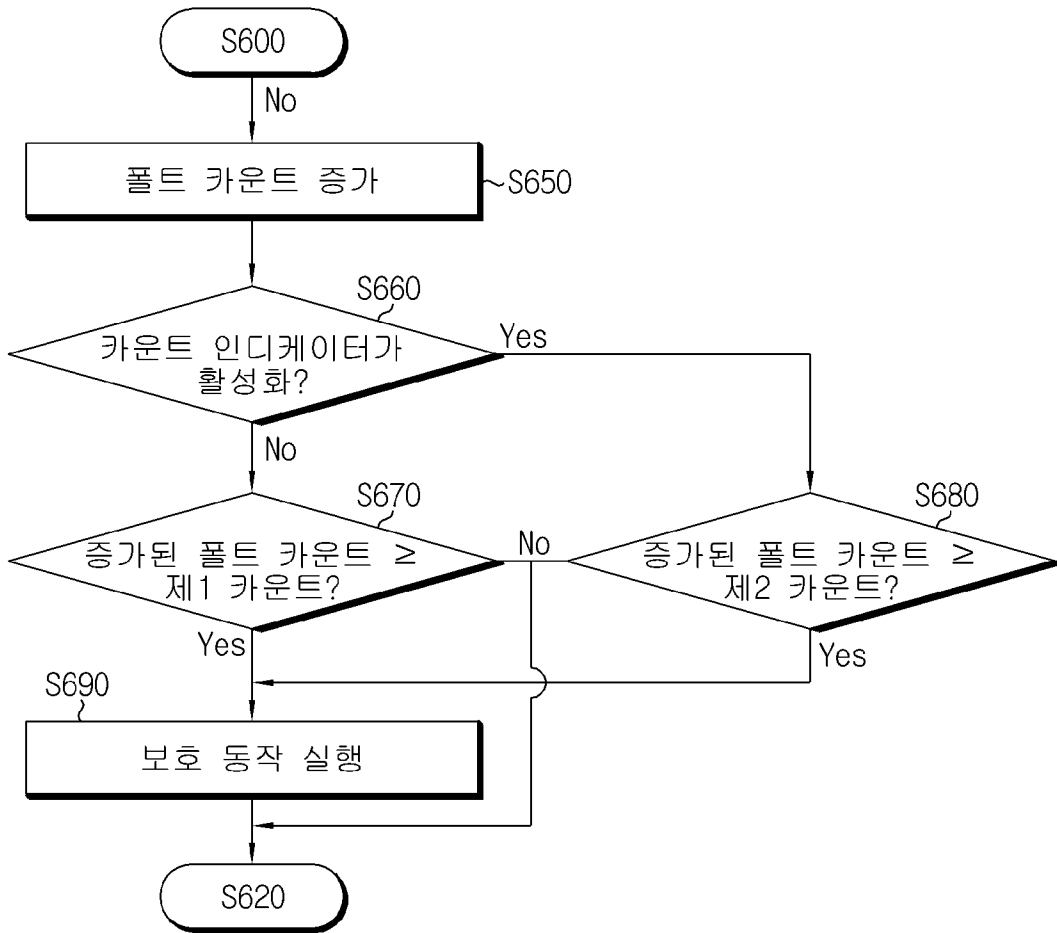 S600
No
폴트 카운트 증가
S650
S660
카운트 인디케이터가
활성화?
Yes
No
S670
증가된 폴트 카운트 ≥
제1 카운트?
No
S680
증가된 폴트 카운트 ≥
제2 카운트?
Yes
Yes
S690
보호 동작 실행
S620